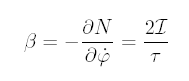 β = −∂N/∂φ̇ = 2ℐ/τ